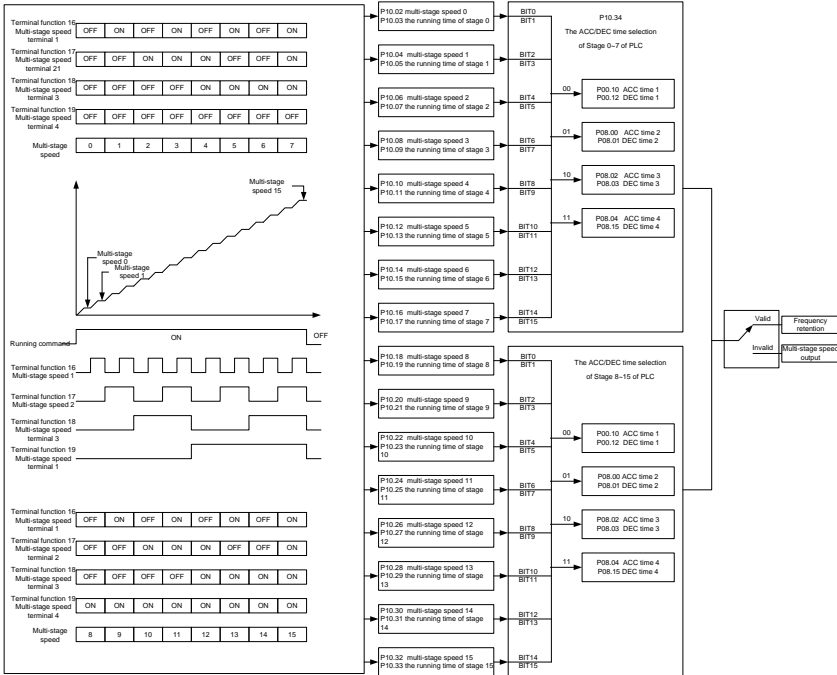 Terminal function 16
Multi-stage speed
terminal 1
OFF ON OFF ON OFF ON OFF ON
Terminal function 17
Multi-stage speed
terminal 21
OFF OFF ON ON OFF OFF ON ON
Terminal function 18
Multi-stage speed
terminal 3
OFF OFF OFF OFF ON ON ON ON
Terminal function 19
Multi-stage speed
terminal 4
OFF OFF OFF OFF OFF OFF OFF OFF
Multi-stage
speed
0 1 2 3 4 5 6 7
Multi-stage
speed 15
Multi-stage
speed 0
Multi-stage
speed 1
Running command
ON
OFF
Terminal function 16
Multi-stage speed 1
Terminal function 17
Multi-stage speed 2
Terminal function 18
Multi-stage speed
terminal 3
Terminal function 19
Multi-stage speed
terminal 1
Terminal function 16
Multi-stage speed
terminal 1
OFF ON OFF ON OFF ON OFF ON
Terminal function 17
Multi-stage speed
terminal 2
OFF OFF ON ON OFF OFF ON ON
Terminal function 18
Multi-stage speed
terminal 3
OFF OFF OFF OFF ON ON ON ON
Terminal function 19
Multi-stage speed
terminal 4
ON ON ON ON ON ON ON ON
Multi-stage
speed
8 9 10 11 12 13 14 15
P10.02 multi-stage speed 0
P10.03 the running time of stage 0
P10.04 multi-stage speed 1
P10.05 the running time of stage 1
P10.06 multi-stage speed 2
P10.07 the running time of stage 2
P10.08 multi-stage speed 3
P10.09 the running time of stage 3
P10.10 multi-stage speed 4
P10.11 the running time of stage 4
P10.12 multi-stage speed 5
P10.13 the running time of stage 5
P10.14 multi-stage speed 6
P10.15 the running time of stage 6
P10.16 multi-stage speed 7
P10.17 the running time of stage 7
P10.18 multi-stage speed 8
P10.19 the running time of stage 8
P10.20 multi-stage speed 9
P10.21 the running time of stage 9
P10.22 multi-stage speed 10
P10.23 the running time of stage
10
P10.24 multi-stage speed 11
P10.25 the running time of stage
11
P10.26 multi-stage speed 12
P10.27 the running time of stage
12
P10.28 multi-stage speed 13
P10.29 the running time of stage
13
P10.30 multi-stage speed 14
P10.31 the running time of stage
14
P10.32 multi-stage speed 15
P10.33 the running time of stage 15
BIT0
BIT1
BIT2
BIT3
BIT4
BIT5
BIT6
BIT7
BIT8
BIT9
BIT10
BIT11
BIT12
BIT13
BIT14
BIT15
P10.34
The ACC/DEC time selection
of Stage 0~7 of PLC
00
P00.10 ACC time 1
P00.12 DEC time 1
01
P08.00 ACC time 2
P08.01 DEC time 2
10
P08.02 ACC time 3
P08.03 DEC time 3
11
P08.04 ACC time 4
P08.15 DEC time 4
BIT0
BIT1
BIT2
BIT3
BIT4
BIT5
BIT6
BIT7
BIT8
BIT9
BIT10
BIT11
BIT12
BIT13
BIT14
BIT15
The ACC/DEC time selection
of Stage 8~15 of PLC
00
P00.10 ACC time 1
P00.12 DEC time 1
01
P08.00 ACC time 2
P08.01 DEC time 2
10
P08.02 ACC time 3
P08.03 DEC time 3
11
P08.04 ACC time 4
P08.15 DEC time 4
Valid
Frequency
retention
Invalid
Multi-stage speed
output